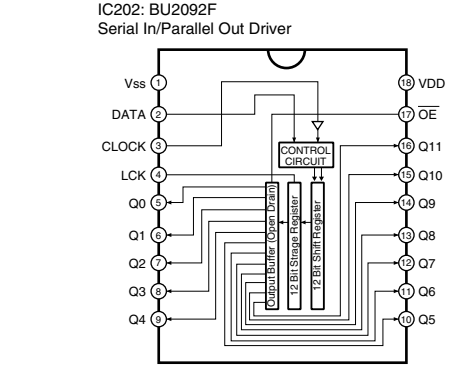 IC202: BU2092F
Serial In/Parallel Out Driver
Vss 1
18 VDD
DATA 2
17 OE
CLOCK 3
16 Q11
CONTROL
CIRCUIT
LCK 4
15 Q10
Q0 5
14 Q9
Q1 6
13 Q8
Q2 7
12 Q7
Q3 8
11 Q6
Q4 9
10 Q5
Output Buffer (Open Drain)
12 Bit Strage Register
12 Bit Shift Register